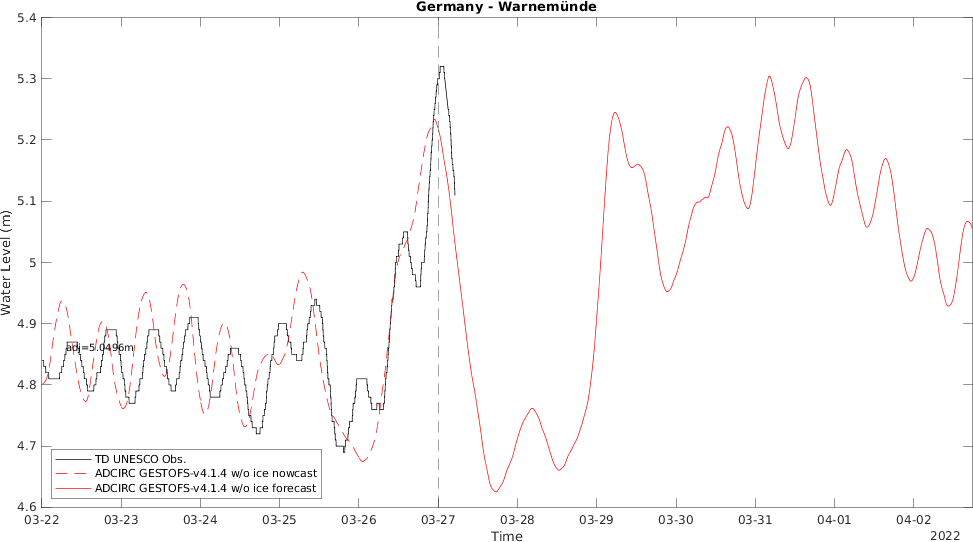 Germany - Warnemünde
5.4
5.3
5.2
5.1
5
4.9
4.8
4.7
4.6
Water Level (m)
adj=5.0496m
TD UNESCO Obs.
ADCIRC GESTOFS-v4.1.4 w/o ice nowcast
ADCIRC GESTOFS-v4.1.4 w/o ice forecast
03-22 03-23 03-24 03-25 03-26 03-27 03-28 03-29 03-30 03-31 04-01 04-02
Time
2022